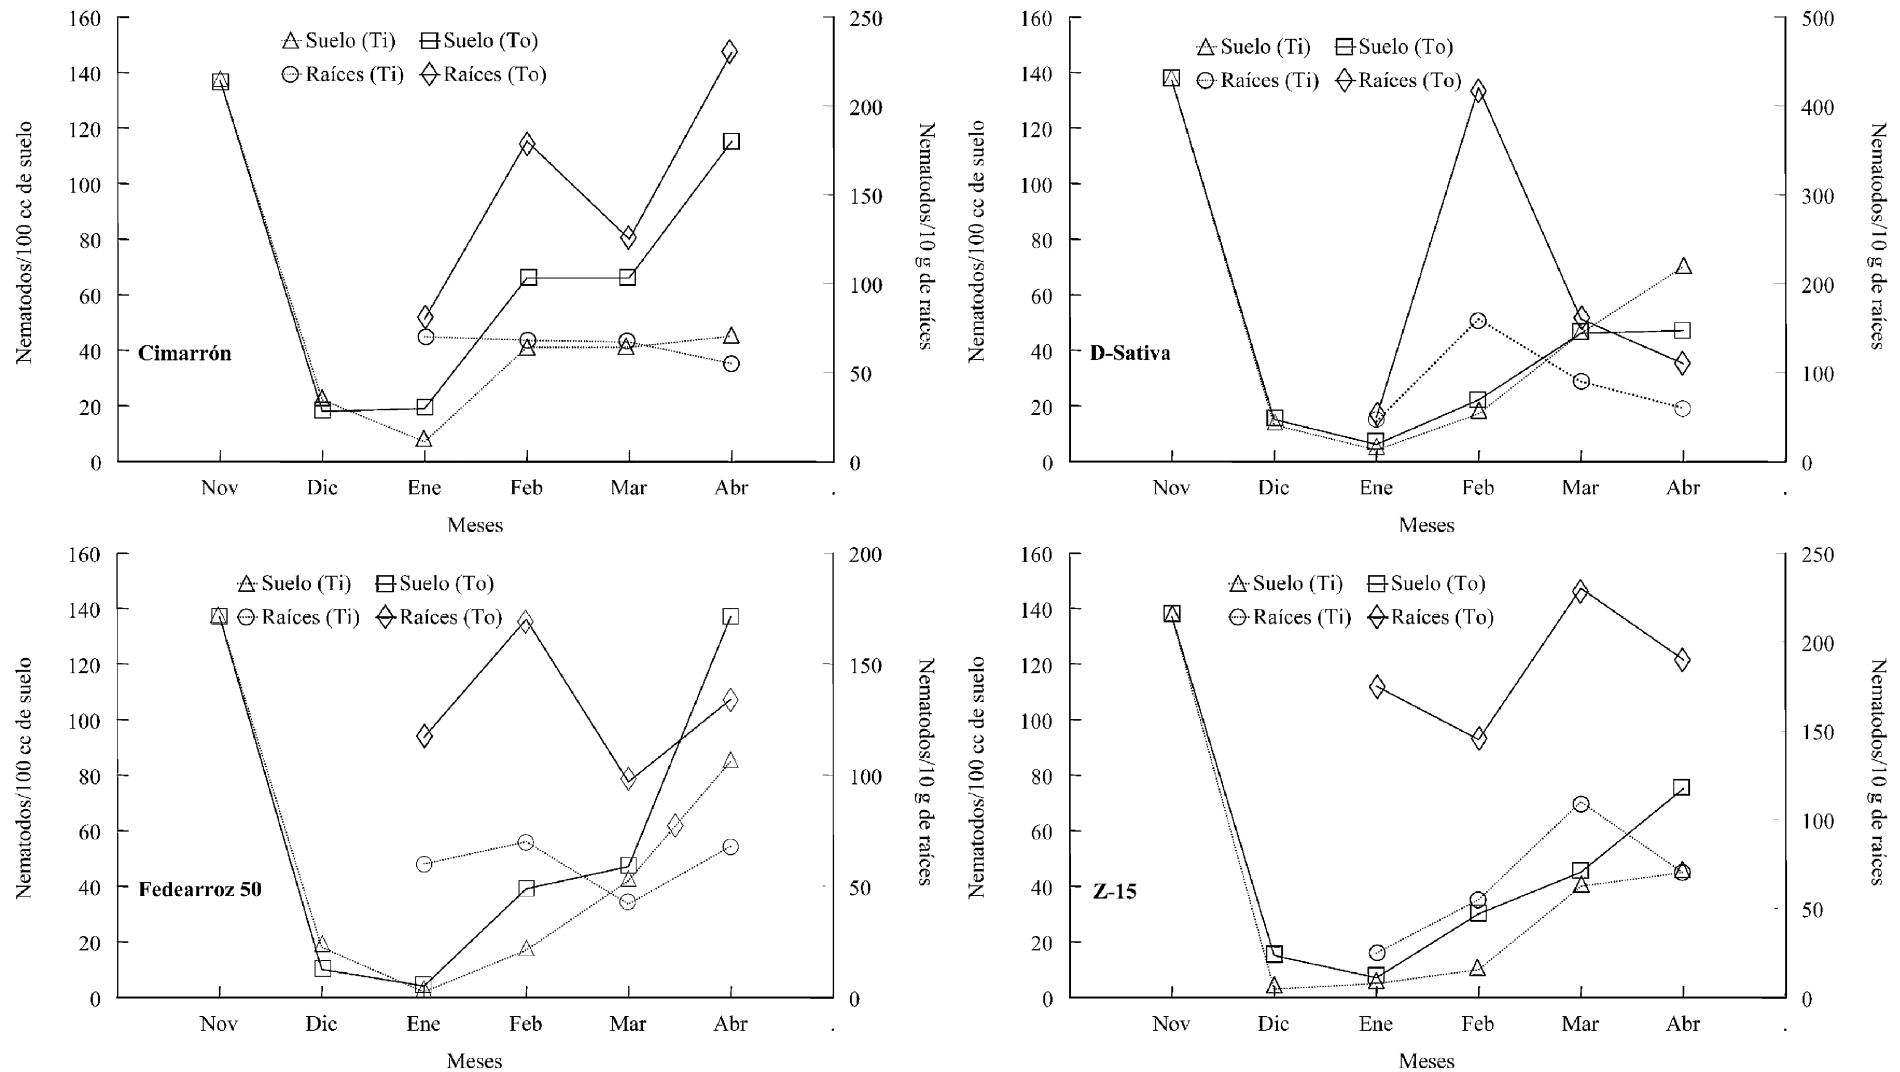 160
140
120
100
80
60
40
20
0
250
200
150
100
50
0
Nematodos/100 cc de suelo
Nematodos/10 g de raíces
Suelo (Ti) Suelo (To)
Raíces (Ti) Raíces (To)
Cimarrón
Nov Dic Ene Feb Mar Abr .
Meses
160
140
120
100
80
60
40
20
0
500
400
300
200
100
0
Nematodos/100 cc de suelo
Nematodos/10 g de raíces
Suelo (Ti) Suelo (To)
Raíces (Ti) Raíces (To)
D-Sativa
Nov Dic Ene Feb Mar Abr .
Meses
160
140
120
100
80
60
40
20
0
200
150
100
50
0
Nematodos/100 cc de suelo
Nematodos/10 g de raíces
Suelo (Ti) Suelo (To)
Raíces (Ti) Raíces (To)
Fedearroz 50
Nov Dic Ene Feb Mar Abr .
Meses
160
140
120
100
80
60
40
20
0
250
200
150
100
50
0
Nematodos/100 cc de suelo
Nematodos/10 g de raíces
Suelo (Ti) Suelo (To)
Raíces (Ti) Raíces (To)
Z-15
Nov Dic Ene Feb Mar Abr .
Meses